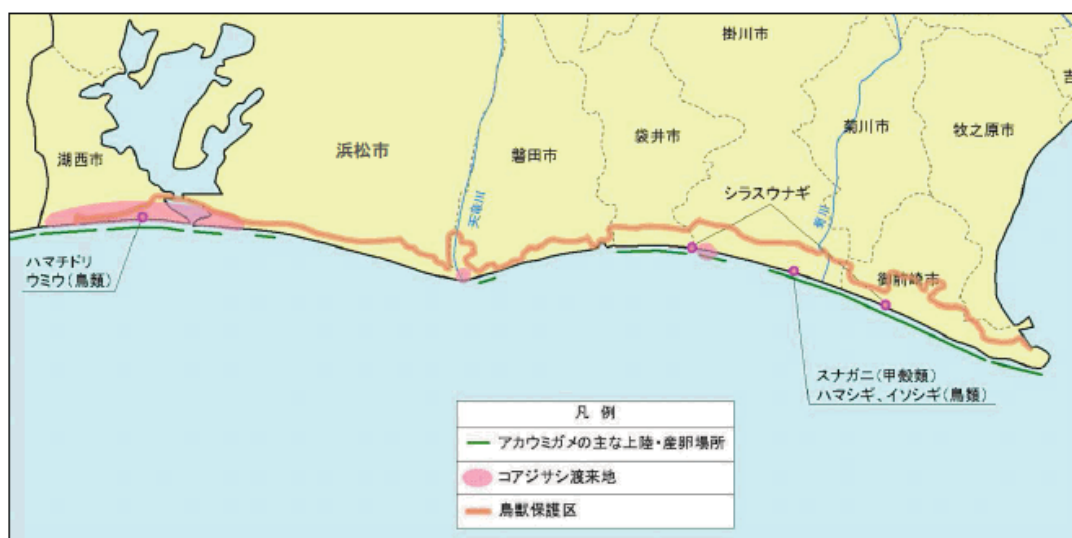 掛川市
吉
菊川市
牧之原市
袋井市
浜松市
磐田市
湖西市
シラスウナギ
天竜川
菊川
御前崎市
ハマチドリ
ウミウ(鳥類)
スナガニ(甲殻類)
ハマシギ、イソシギ(鳥類)
凡 例
アカウミガメの主な上陸・産卵場所
コアジサシ渡来地
鳥獣保護区